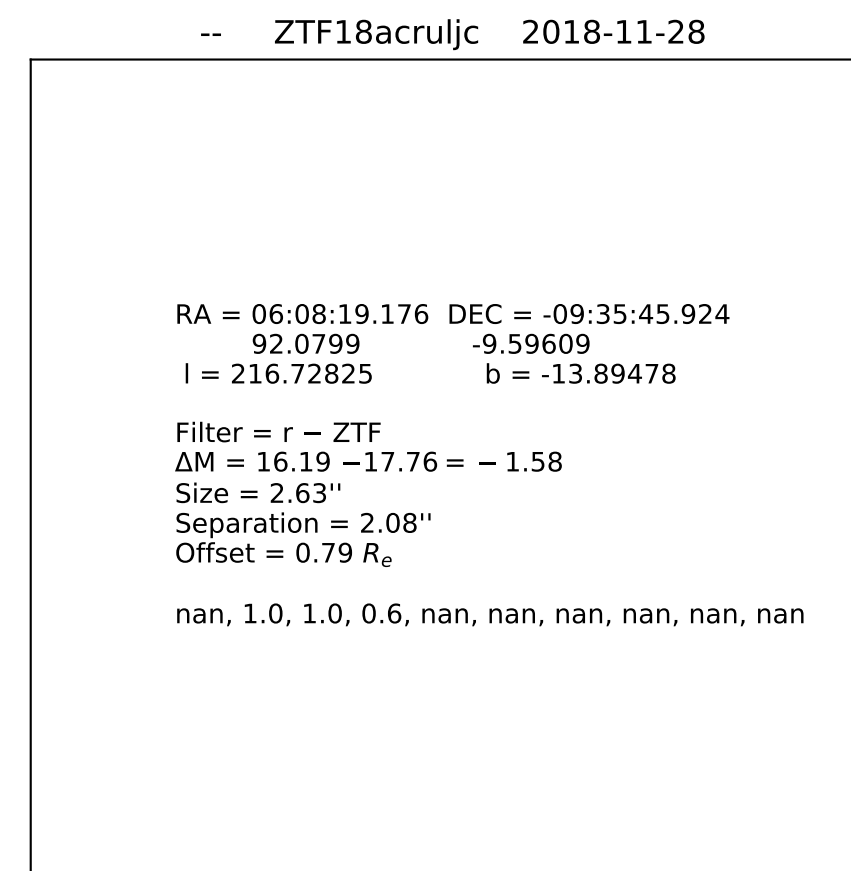 -- ZTF18acruljc 2018-11-28
RA = 06:08:19.176 DEC = -09:35:45.924
92.0799 -9.59609
l = 216.72825 b = -13.89478
Filter = r − ZTF
ΔM = 16.19 −17.76 = − 1.58
Size = 2.63''
Separation = 2.08''
Offset = 0.79 Re
nan, 1.0, 1.0, 0.6, nan, nan, nan, nan, nan, nan